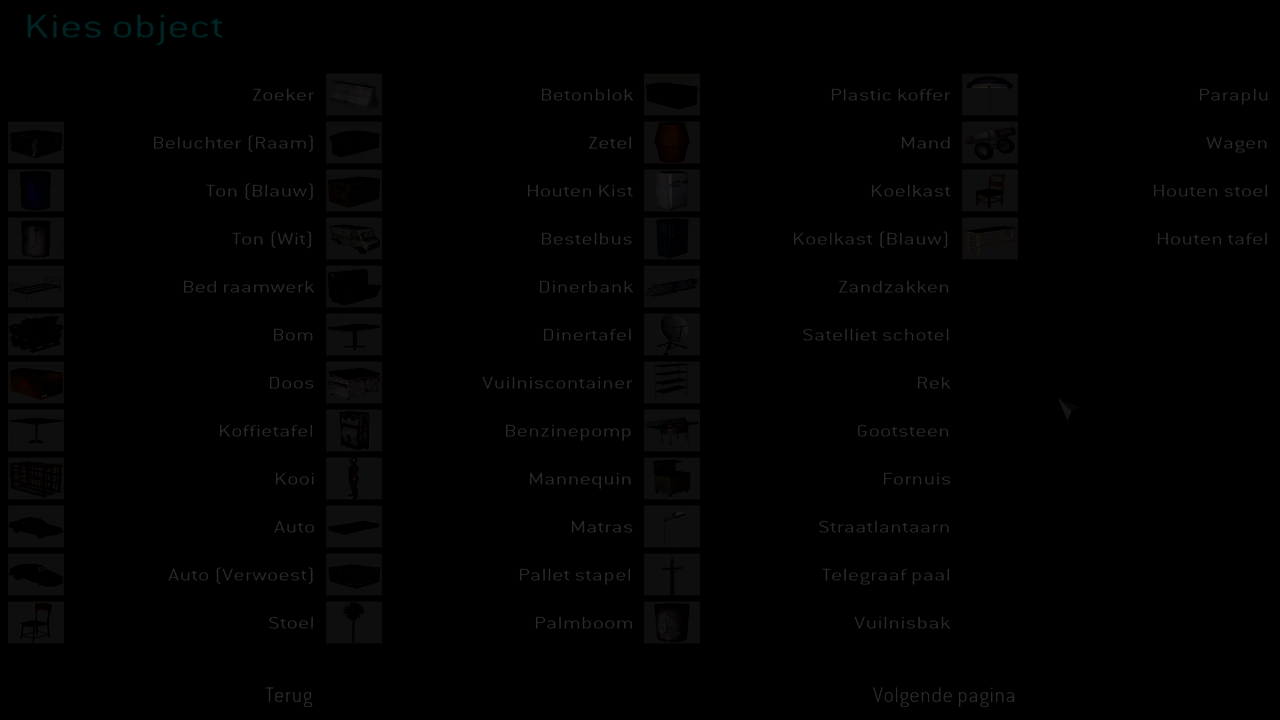 Kies object
Zoeker
Betonblok
Plastic koffer
Paraplu
Beluchter (Raam)
Zetel
Mand
Wagen
Ton (Blauw)
Houten Kist
Koelkast
Houten stoel
Ton (Wit)
Bestelbus
Koelkast (Blauw)
Houten tafel
Bed raamwerk
Dinerbank
Zandzakken
Bom
Dinertafel
Satelliet schotel
Doos
Vuilniscontainer
Rek
Koffietafel
Benzinepomp
Gootsteen
Kooi
Mannequin
Fornuis
Auto
Matras
Straatlantaarn
Auto (Verwoest)
Pallet stapel
Telegraaf paal
Stoel
Palmboom
Vuilnisbak
Terug
Volgende pagina